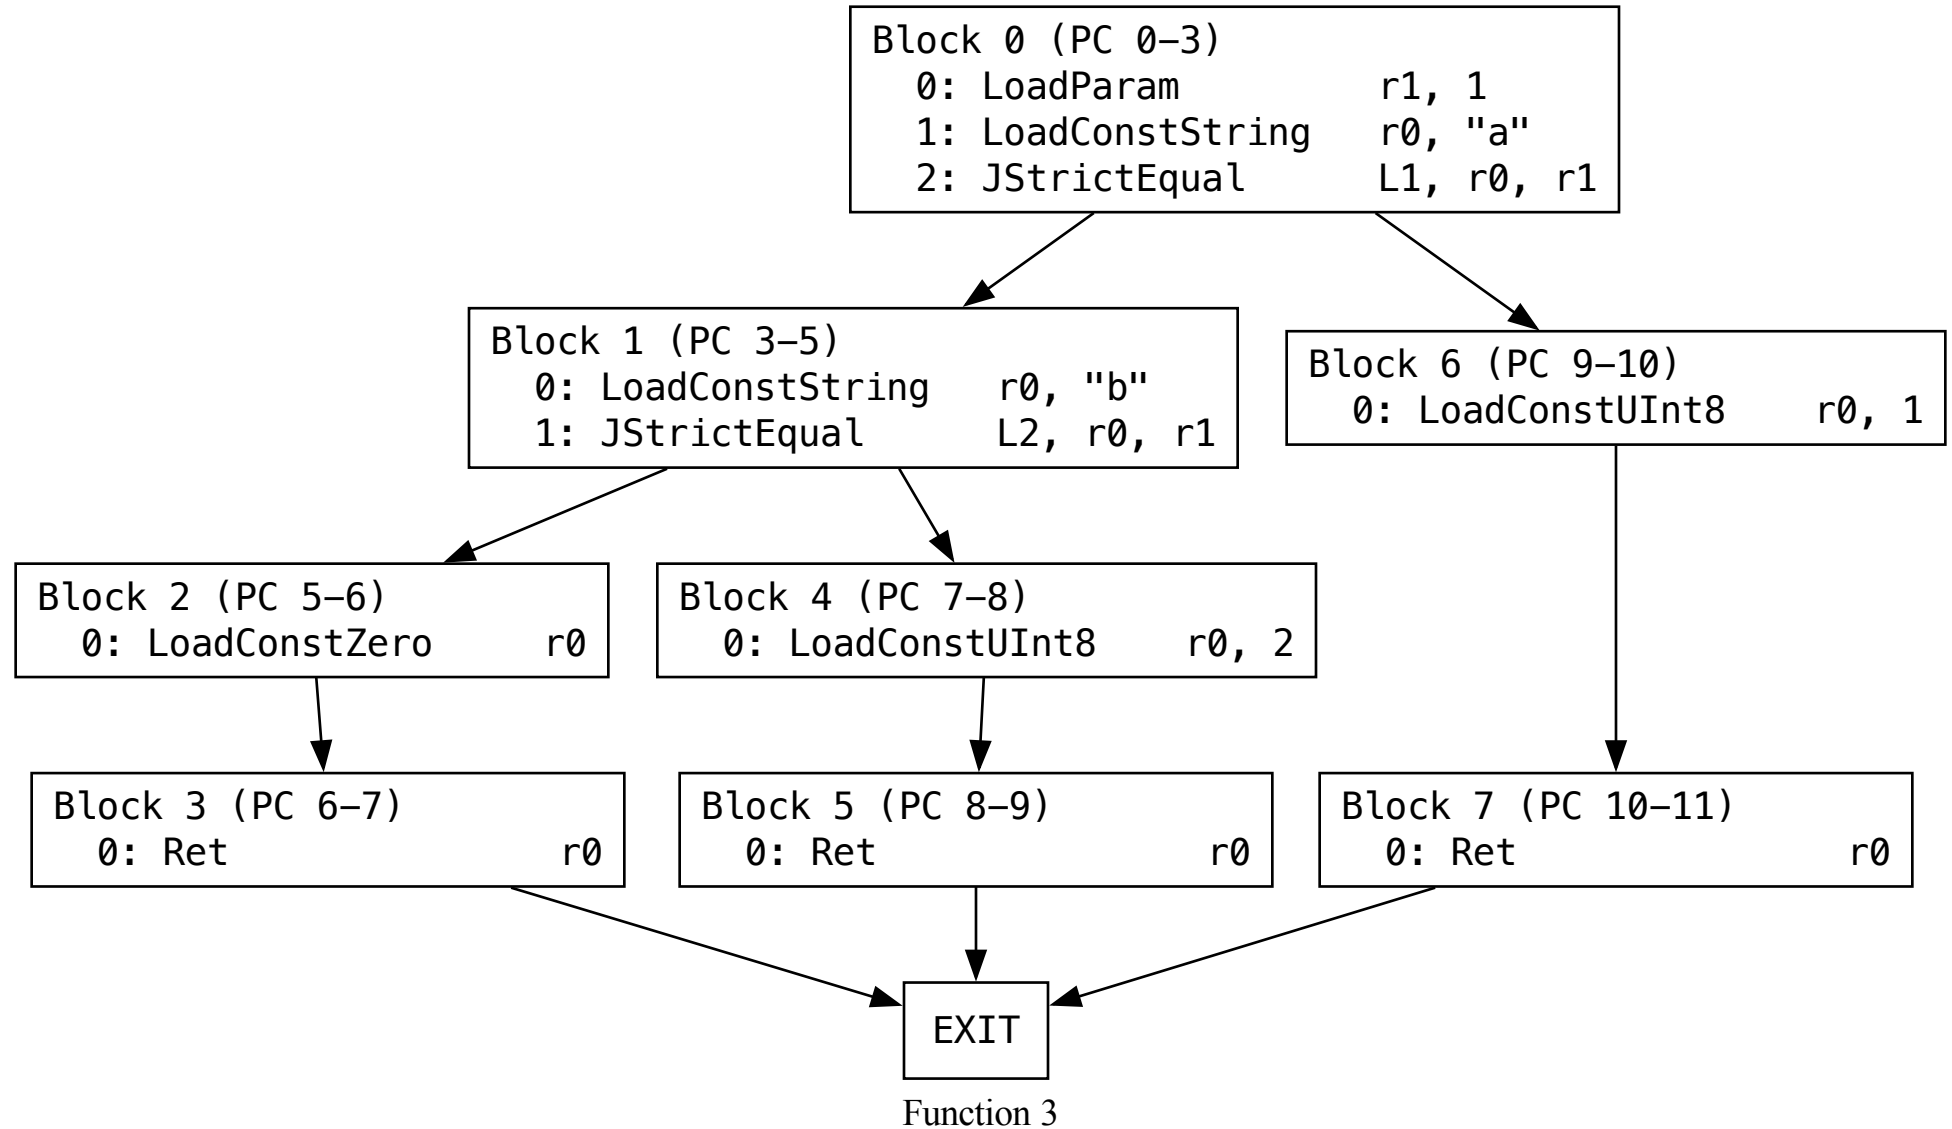 Block 0 (PC 0–3)
0: LoadParam r1, 1
1: LoadConstString r0, "a"
2: JStrictEqual L1, r0, r1
Block 1 (PC 3–5)
0: LoadConstString r0, "b"
1: JStrictEqual L2, r0, r1
Block 6 (PC 9–10)
0: LoadConstUInt8 r0, 1
Block 2 (PC 5–6)
0: LoadConstZero r0
Block 4 (PC 7–8)
0: LoadConstUInt8 r0, 2
Block 3 (PC 6–7)
0: Ret r0
Block 5 (PC 8–9)
0: Ret r0
Block 7 (PC 10–11)
0: Ret r0
EXIT
Function 3